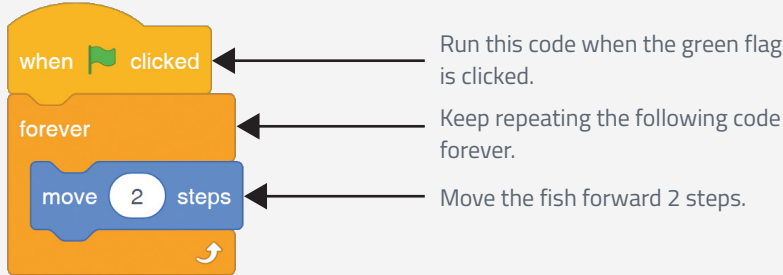 when clicked
Run this code when the green flag
is clicked.
forever
Keep repeating the following code
forever.
move 2 steps
Move the fish forward 2 steps.